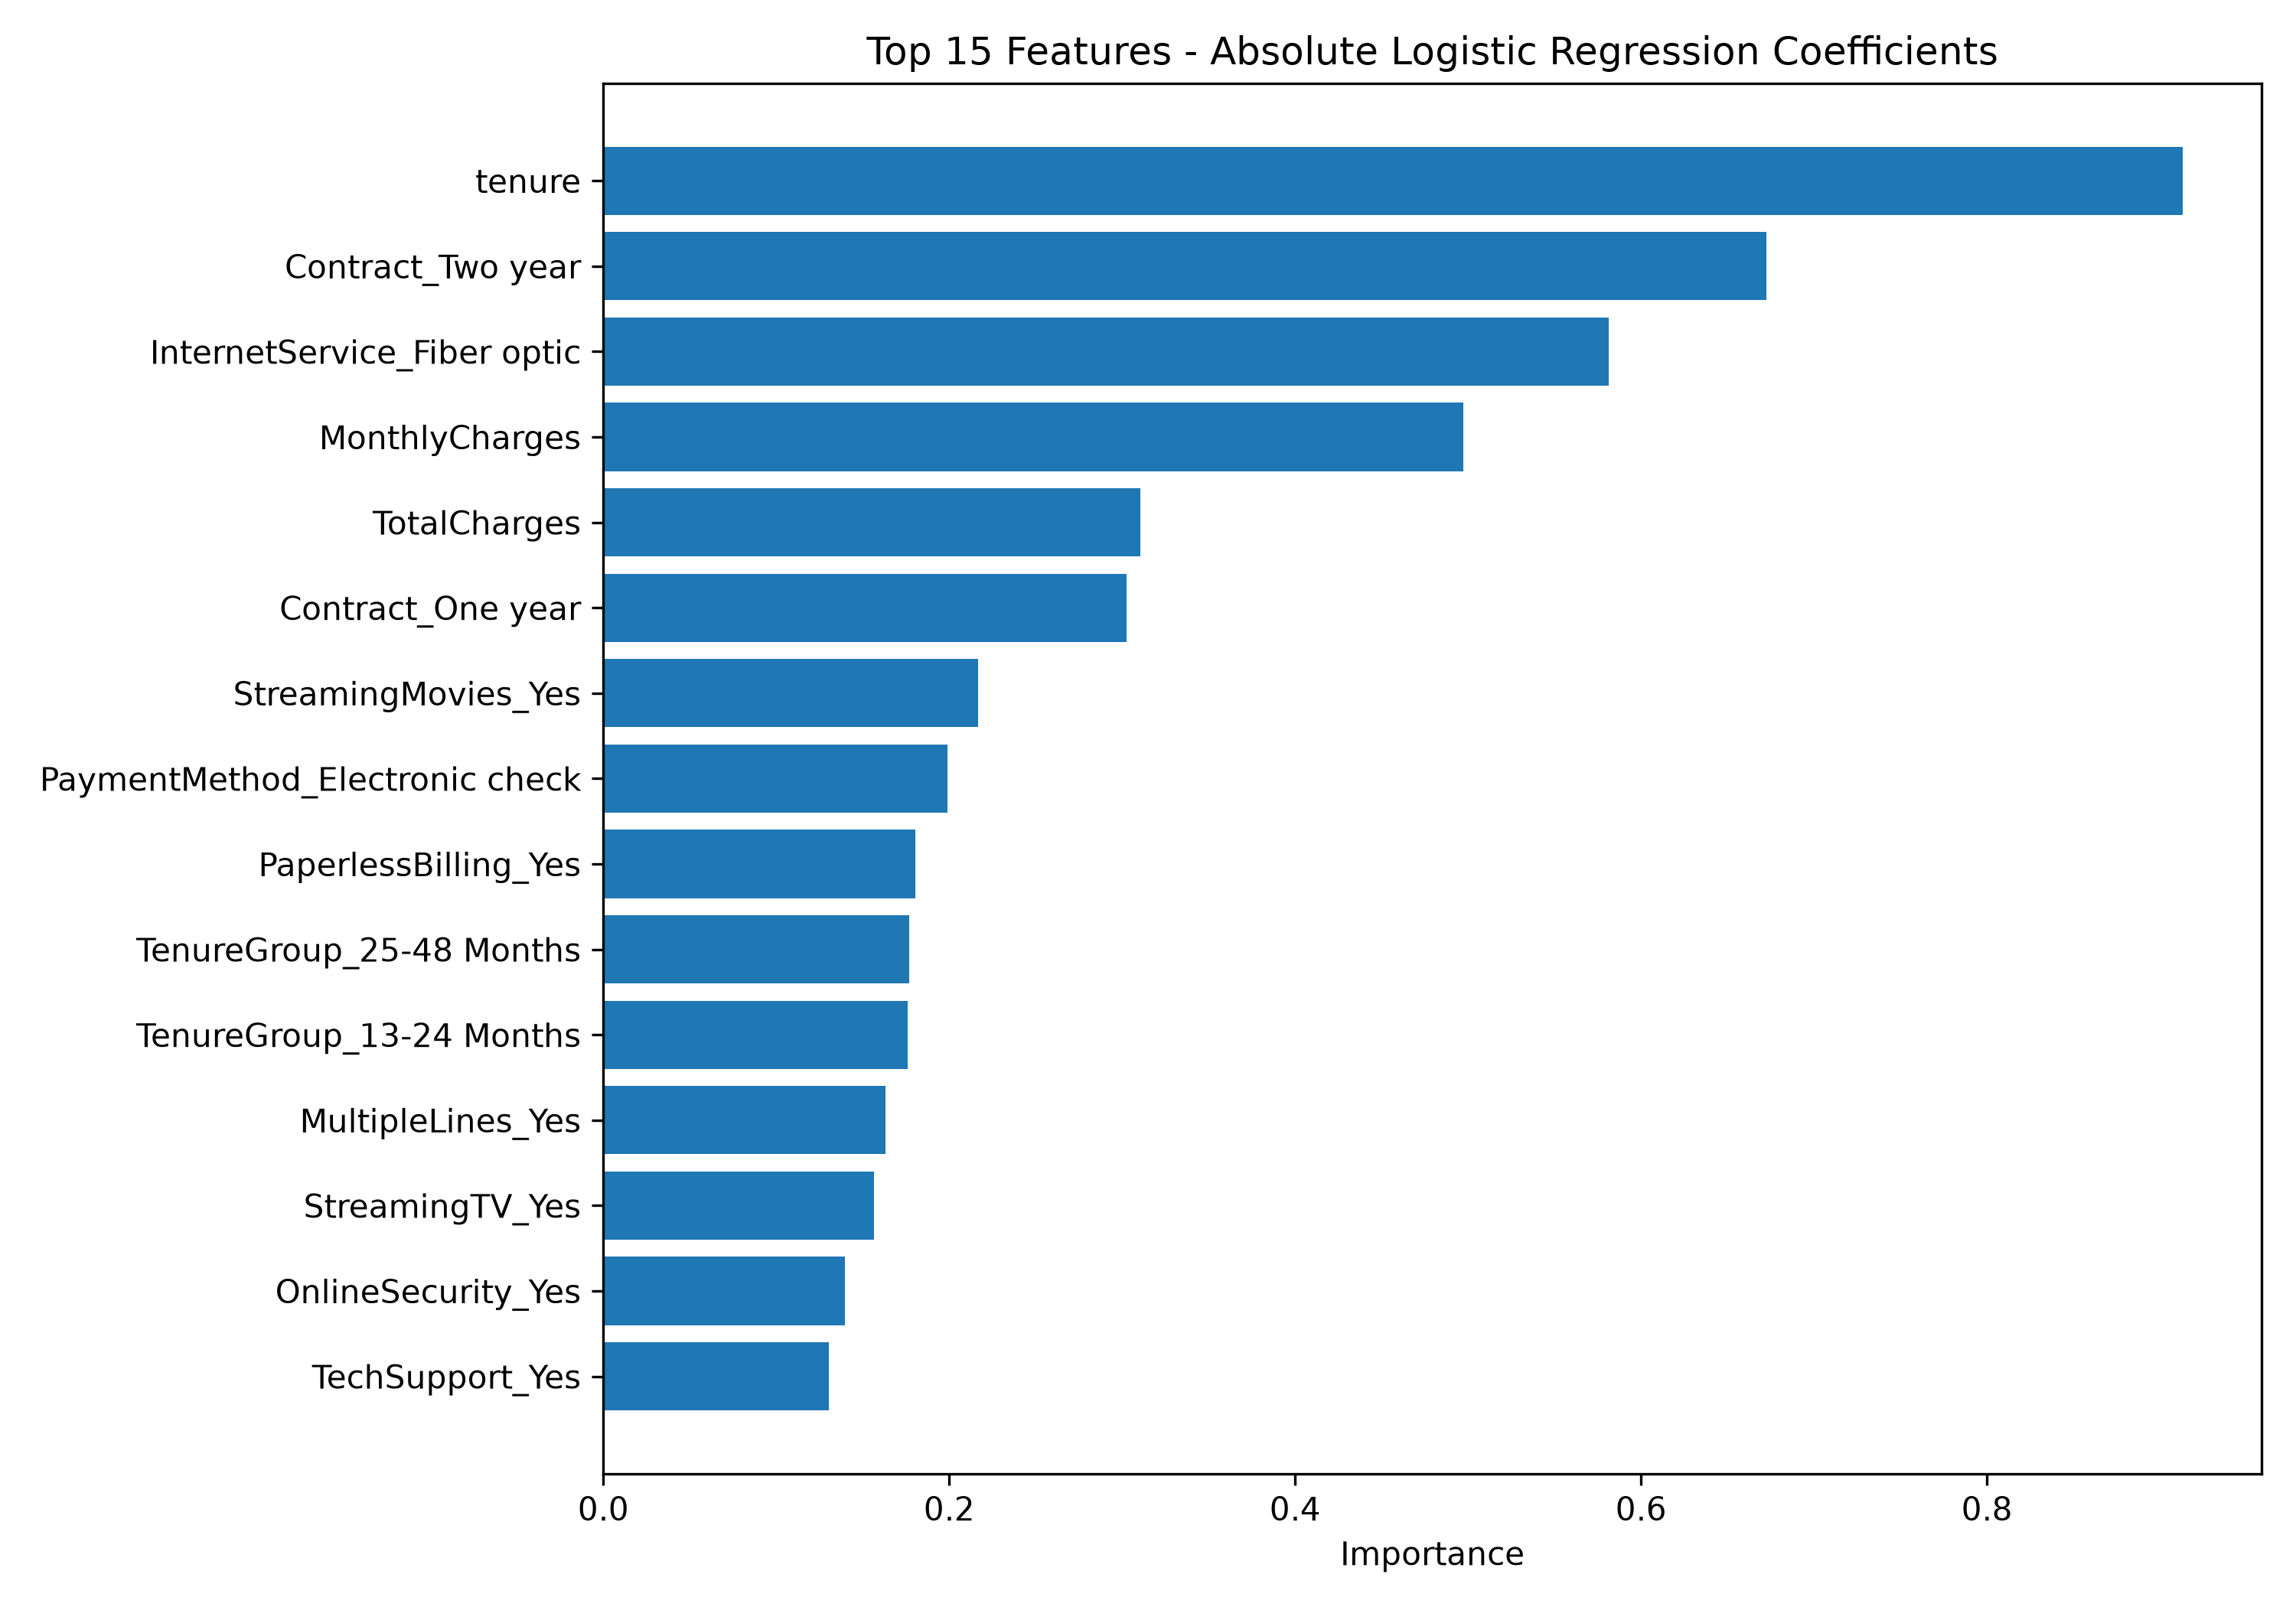 Top 15 Features - Absolute Logistic Regression Coefficients
tenure
Contract_Two year
InternetService_Fiber optic
MonthlyCharges
TotalCharges
Contract_One year
StreamingMovies_Yes
PaymentMethod_Electronic check
PaperlessBilling_Yes
TenureGroup_25-48 Months
TenureGroup_13-24 Months
MultipleLines_Yes
StreamingTV_Yes
OnlineSecurity_Yes
TechSupport_Yes
0.0 0.2 0.4 0.6 0.8
Importance